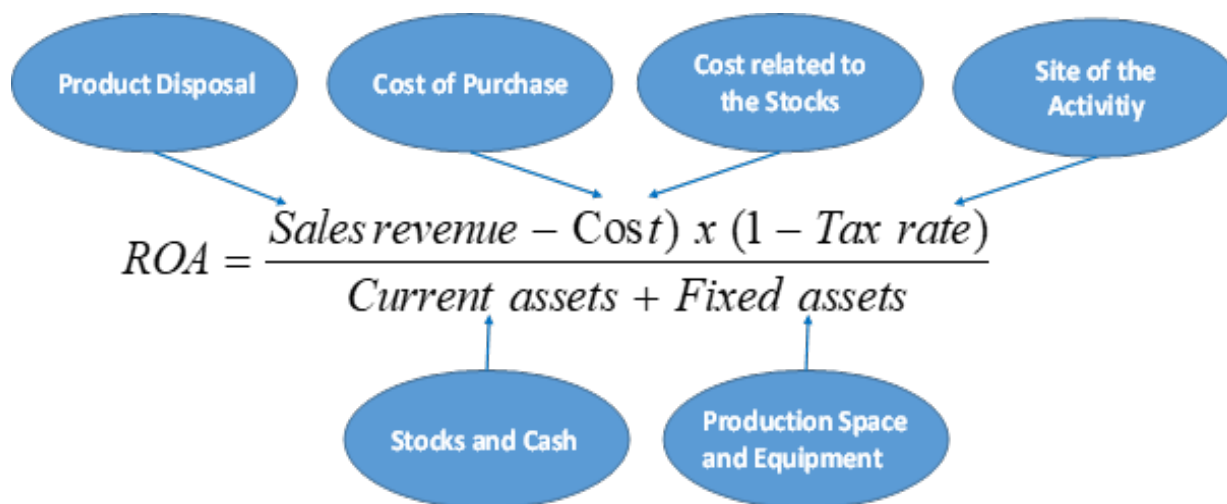 Product Disposal
Cost of Purchase
Cost related to
the Stocks
Site of the
Activitiy
Sales revenue – Cost) x (1 – Tax rate)
ROA =
Current assets + Fixed assets
Stocks and Cash
Production Space
and Equipment